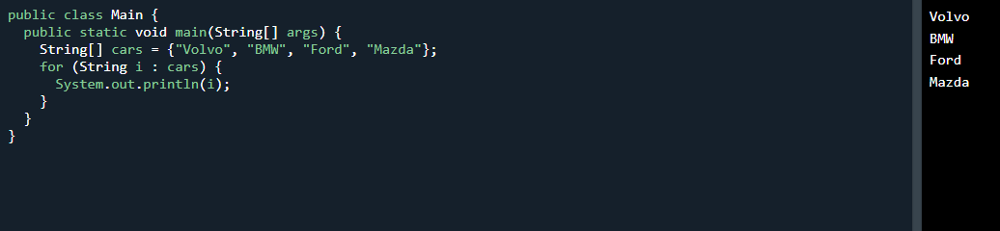 public class Main {
  public static void main(String[] args) {
    String[] cars = {"Volvo", "BMW", "Ford", "Mazda"};
    for (String i : cars) {
      System.out.println(i);
    }
  }
}
Volvo
BMW
Ford
Mazda